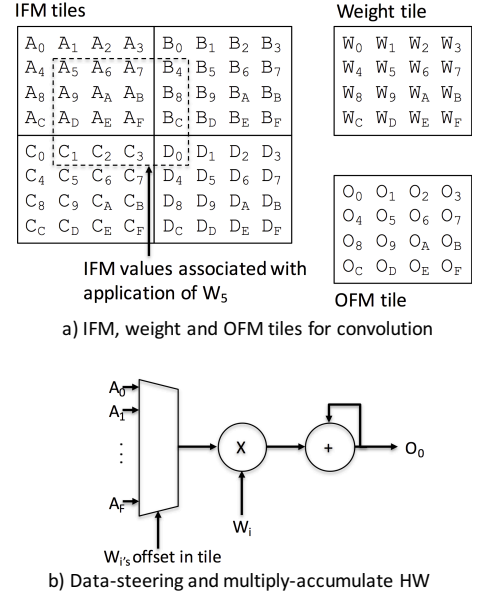 IFM tiles
Weight tile
A0 A1 A2 A3 B0 B1 B2 B3
A4 A5 A6 A7 B4 B5 B6 B7
A8 A9 AA AB B8 B9 BA BB
AC AD AE AF BC BD BE BF
C0 C1 C2 C3 D0 D1 D2 D3
C4 C5 C6 C7 D4 D5 D6 D7
C8 C9 CA CB D8 D9 DA DB
CC CD CE CF DC DD DE DF
W0 W1 W2 W3
W4 W5 W6 W7
W8 W9 WA WB
WC WD WE WF
O0 O1 O2 O3
O4 O5 O6 O7
O8 O9 OA OB
OC OD OE OF
IFM values associated with
application of W5
OFM tile
a) IFM, weight and OFM tiles for convolution
A0
A1
⋮
AF
X
+
O0
Wi
Wi's offset in tile
b) Data-steering and multiply-accumulate HW